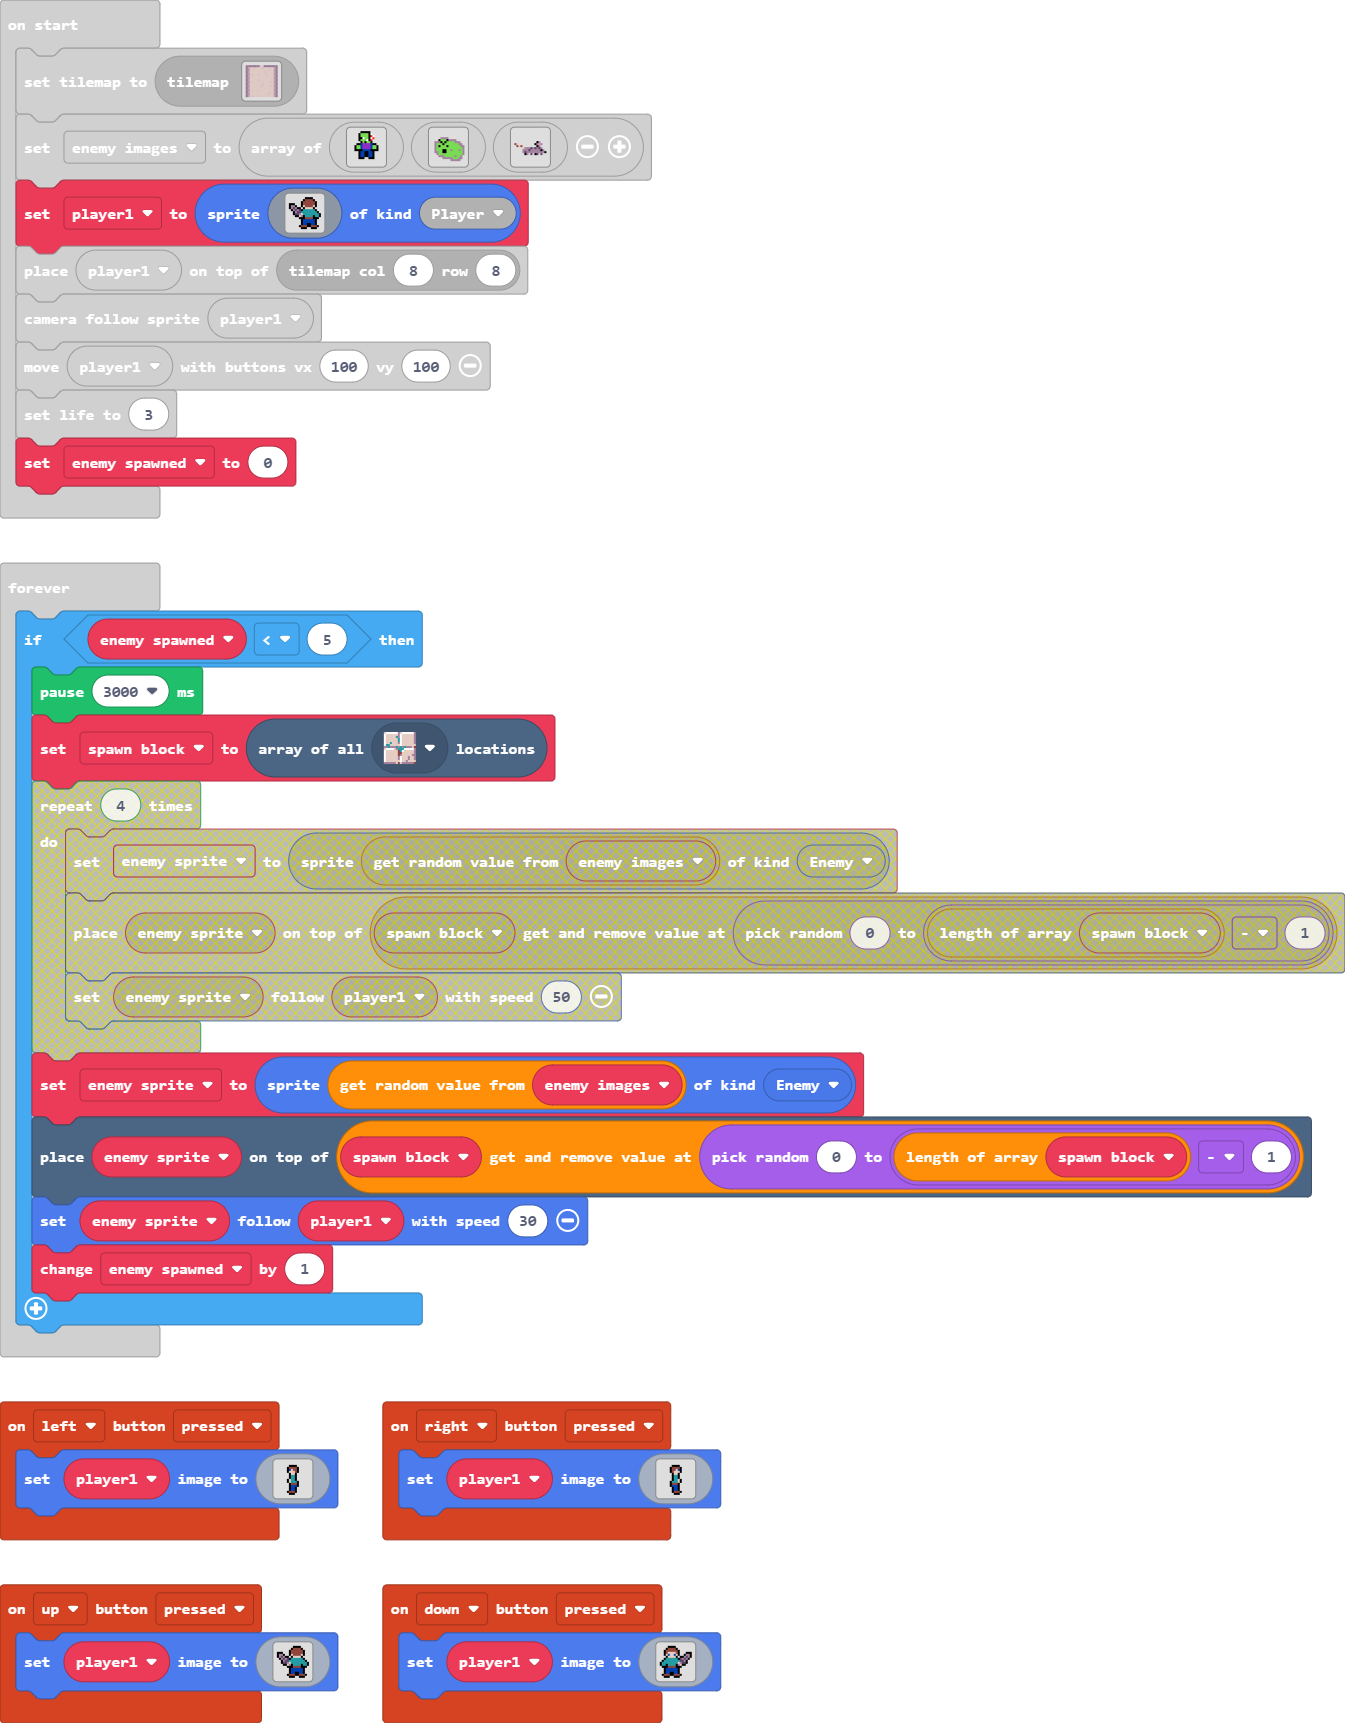 on start
set tilemap to tilemap
set enemy images to array of
set player1 to sprite of kind Player
place player1 on top of tilemap col 8 row 8
camera follow sprite player1
move player1 with buttons vx 100 vy 100
set life to 3
set enemy spawned to 0
forever
if enemy spawned < 5 then
pause 3000 ms
set spawn block to array of all locations
repeat 4 times
do
set enemy sprite to sprite get random value from enemy images of kind Enemy
place enemy sprite on top of spawn block get and remove value at pick random 0 to length of array spawn block - 1
set enemy sprite follow player1 with speed 50
set enemy sprite to sprite get random value from enemy images of kind Enemy
place enemy sprite on top of spawn block get and remove value at pick random 0 to length of array spawn block - 1
set enemy sprite follow player1 with speed 30
change enemy spawned by 1
on left button pressed
set player1 image to
on right button pressed
set player1 image to
on up button pressed
set player1 image to
on down button pressed
set player1 image to